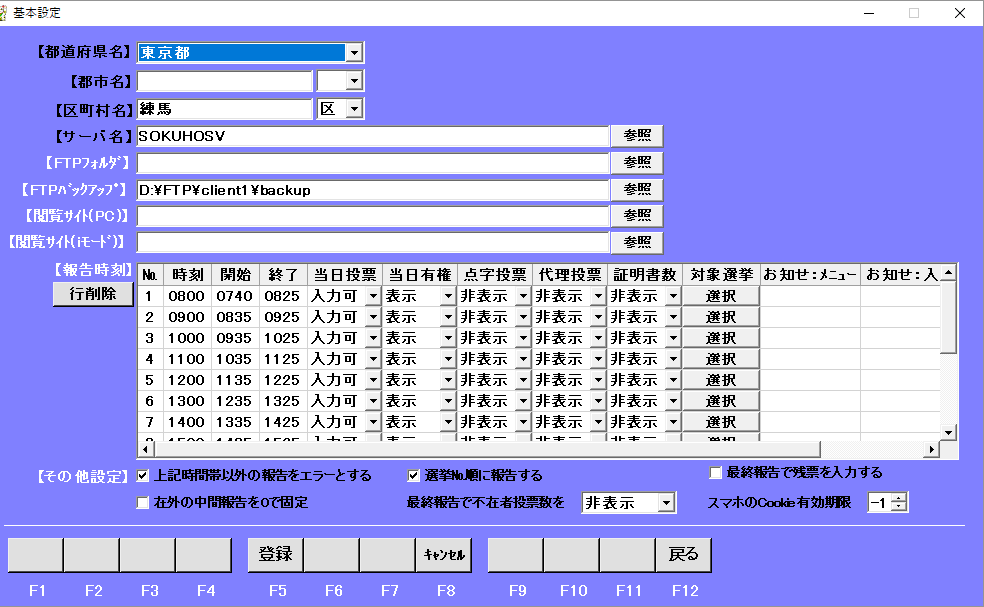 基本設定
【都道府県名】 東京都
【郡市名】
【区町村名】 練馬 区
【サーバ名】 SOKUHOSV 参照
【FTPフォルダ】 参照
【FTPバックアップ】 D:¥FTP¥client1¥backup 参照
【閲覧サイト(PC)】 参照
【閲覧サイト(iモード)】 参照
【報告時刻】 No. 時刻 開始 終了 当日投票 当日有権 点字投票 代理投票 証明書数 対象選挙 お知せ:メニュー お知せ:入
行削除 1 0800 0740 0825 入力可 表示 非表示 非表示 非表示 選択
2 0900 0835 0925 入力可 表示 非表示 非表示 非表示 選択
3 1000 0935 1025 入力可 表示 非表示 非表示 非表示 選択
4 1100 1035 1125 入力可 表示 非表示 非表示 非表示 選択
5 1200 1135 1225 入力可 表示 非表示 非表示 非表示 選択
6 1300 1235 1325 入力可 表示 非表示 非表示 非表示 選択
7 1400 1335 1425 入力可 表示 非表示 非表示 非表示 選択
【その他設定】 上記時間帯以外の報告をエラーとする 選挙No.順に報告する 最終報告で残票を入力する
在外の中間報告を0で固定 最終報告で不在者投票数を 非表示 スマホのCookie有効期限 -1
登録 キャンセル 戻る
F1 F2 F3 F4 F5 F6 F7 F8 F9 F10 F11 F12